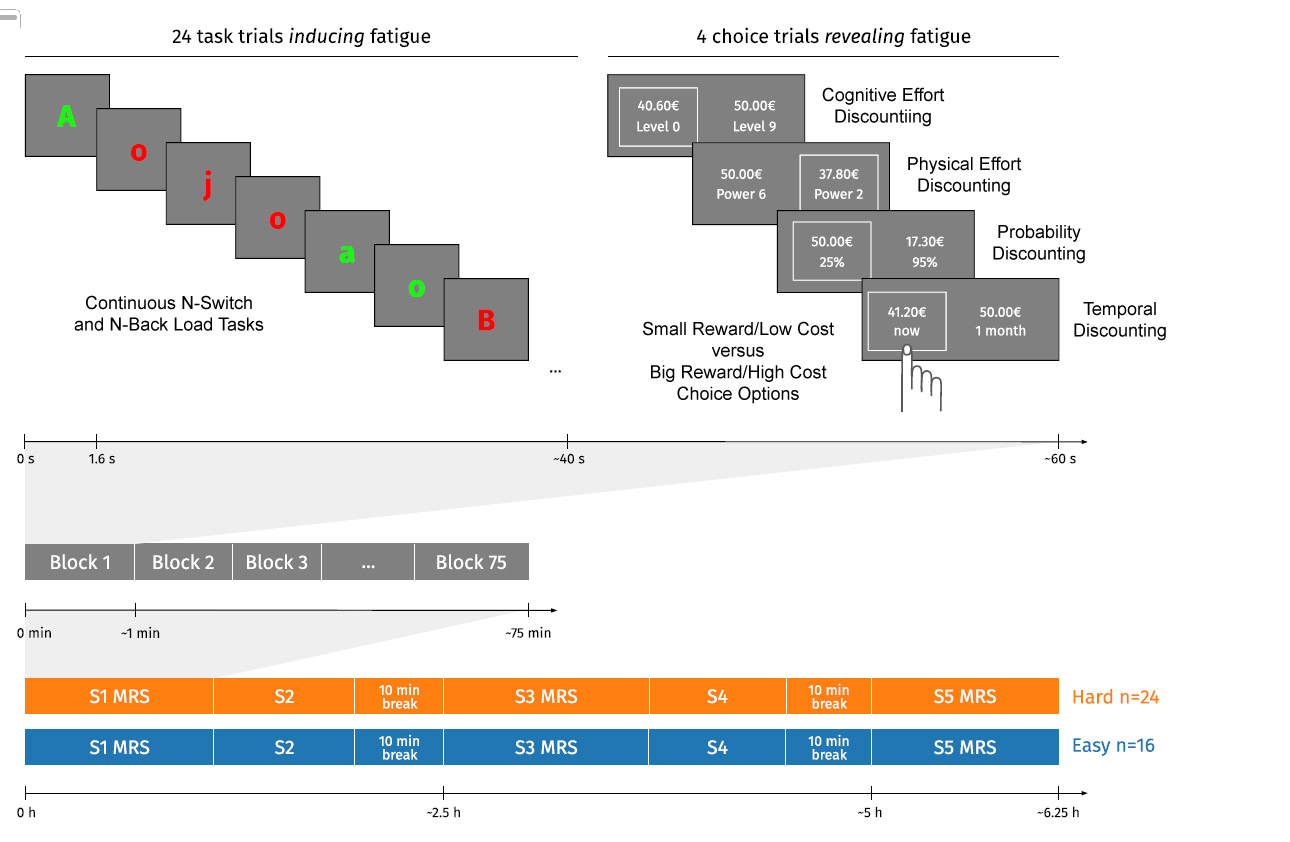 24 task trials inducing fatigue
4 choice trials revealing fatigue
A
o
j
o
a
o
B
...
Continuous N-Switch
and N-Back Load Tasks
40.60€
Level 0
50.00€
Level 9
Cognitive Effort
Discountiing
50.00€
Power 6
37.80€
Power 2
Physical Effort
Discounting
50.00€
25%
17.30€
95%
Probability
Discounting
41.20€
now
50.00€
1 month
Temporal
Discounting
Small Reward/Low Cost
versus
Big Reward/High Cost
Choice Options
0 s
1.6 s
~40 s
~60 s
Block 1
Block 2
Block 3
...
Block 75
0 min
~1 min
~75 min
S1 MRS
S2
10 min
break
S3 MRS
S4
10 min
break
S5 MRS
Hard n=24
S1 MRS
S2
10 min
break
S3 MRS
S4
10 min
break
S5 MRS
Easy n=16
0 h
~2.5 h
~5 h
~6.25 h